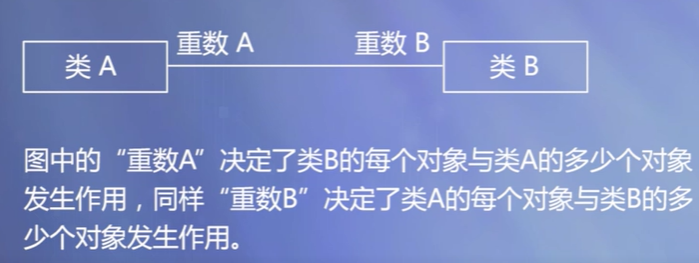 重数 A 重数 B
类 A 类 B
图中的“重数A”决定了类B的每个对象与类A的多少个对象
发生作用，同样“重数B”决定了类A的每个对象与类B的多
少个对象发生作用。